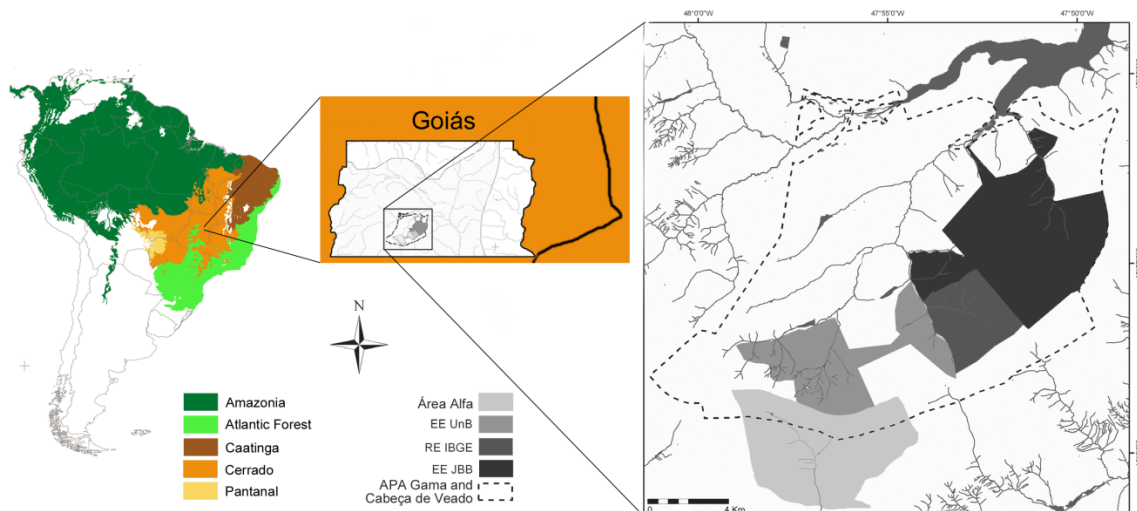 48°0'0"W
47°55'0"W
47°50'0"W
Goiás
N
Amazonia
Atlantic Forest
Caatinga
Cerrado
Pantanal
Área Alfa
EE UnB
RE IBGE
EE JBB
APA Gama and
Cabeça de Veado
0 4 Km